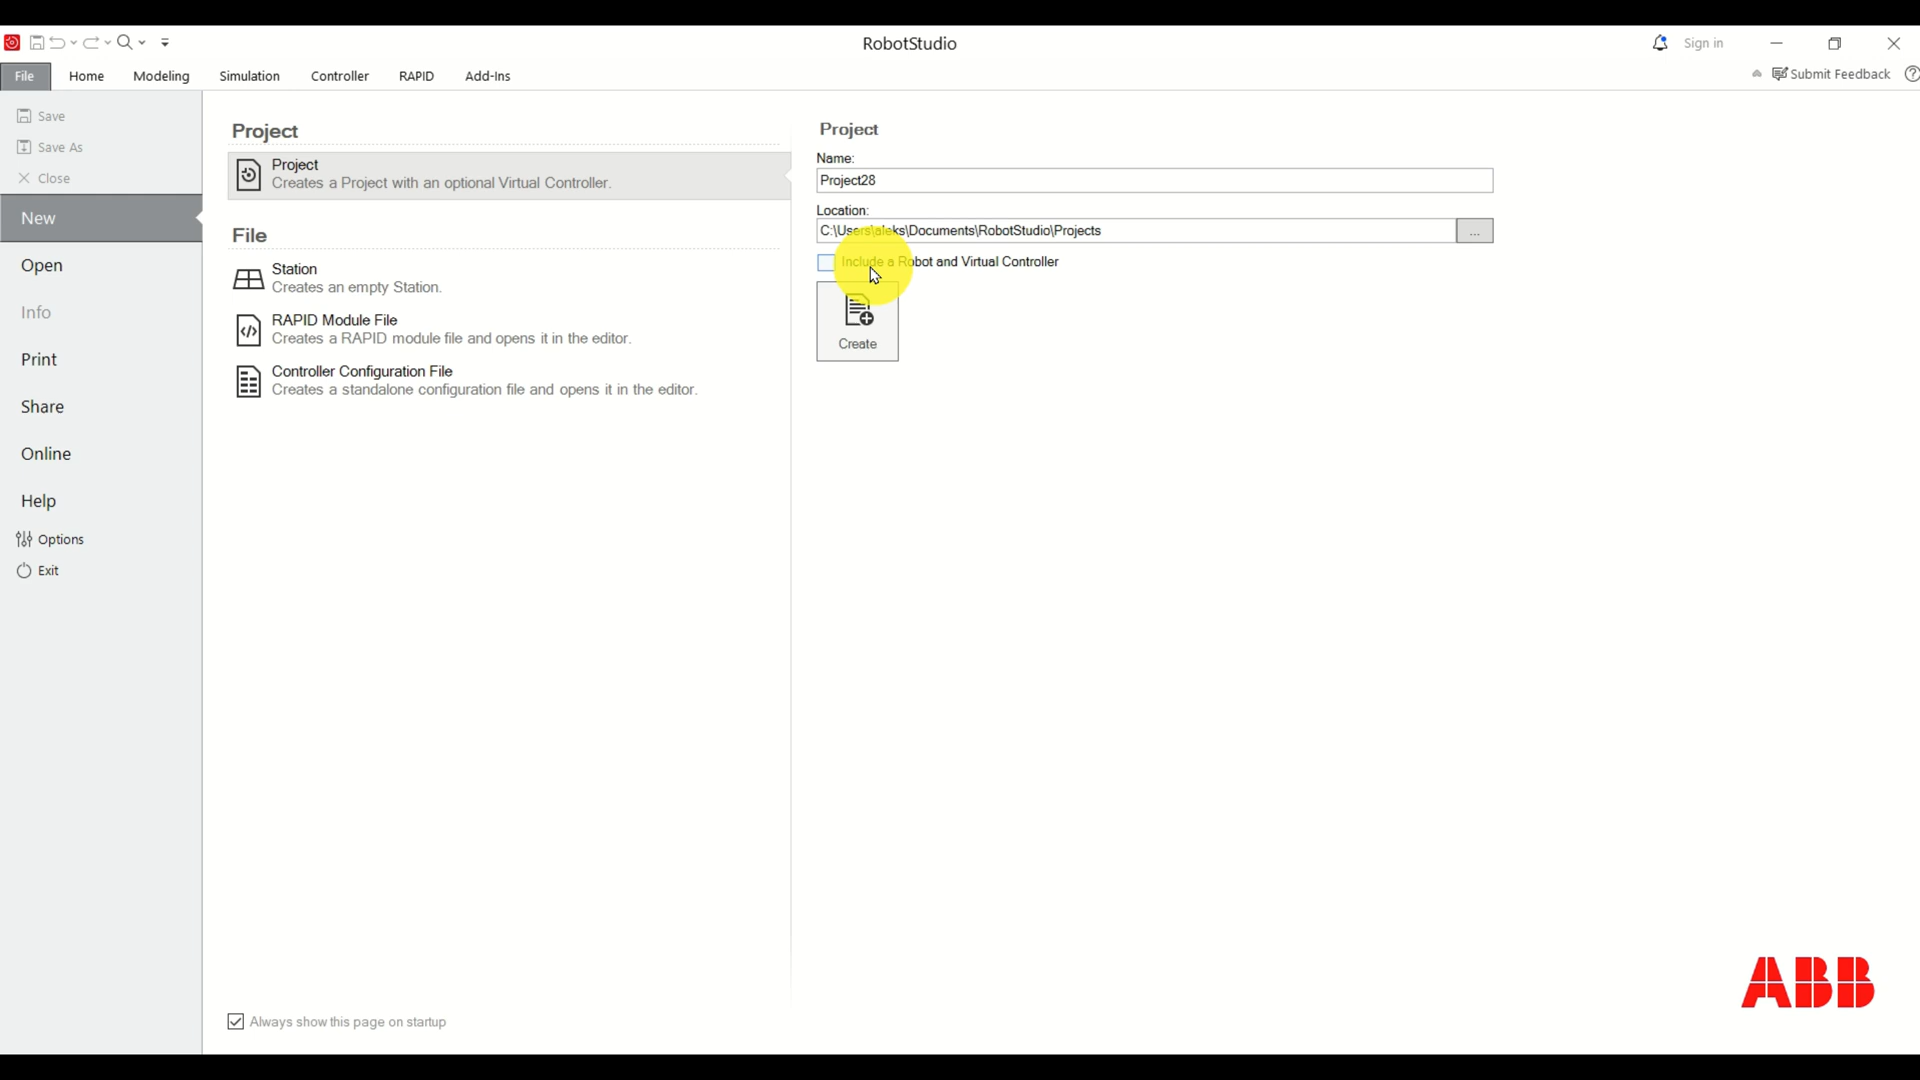 RobotStudio
Sign in
File Home Modeling Simulation Controller RAPID Add-Ins
Submit Feedback
Save
Save As
Close
New
Open
Info
Print
Share
Online
Help
Options
Exit
Project
Project
Creates a Project with an optional Virtual Controller.
File
Station
Creates an empty Station.
RAPID Module File
Creates a RAPID module file and opens it in the editor.
Controller Configuration File
Creates a standalone configuration file and opens it in the editor.
Always show this page on startup
Project
Name:
Project28
Location:
C:\Users\aleks\Documents\RobotStudio\Projects
...
Include a Robot and Virtual Controller
Create
ABB